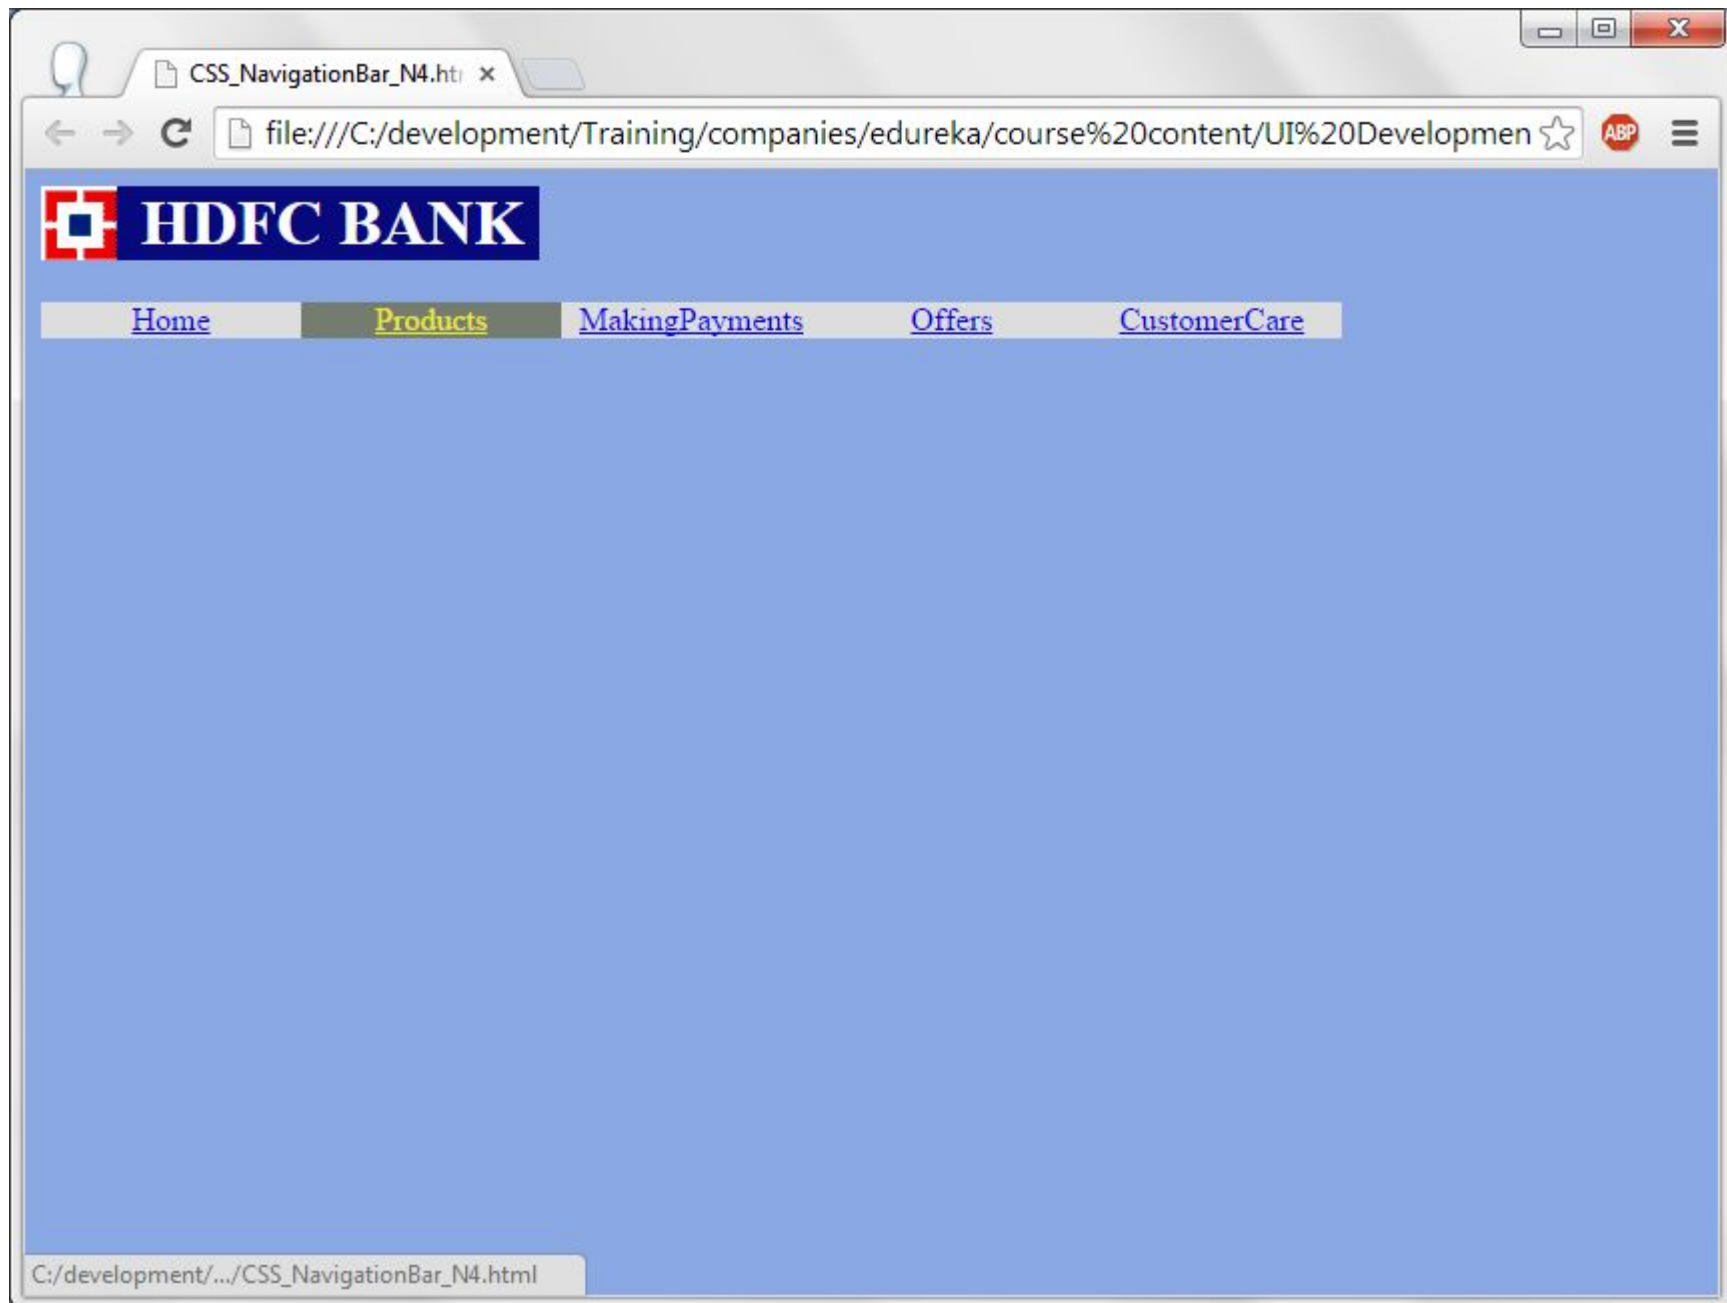 CSS_NavigationBar_N4.ht
file:///C:/development/Training/companies/edureka/course%20content/UI%20Developmen
ABP
HDFC BANK
Home Products MakingPayments Offers CustomerCare
C:/development/.../CSS_NavigationBar_N4.html